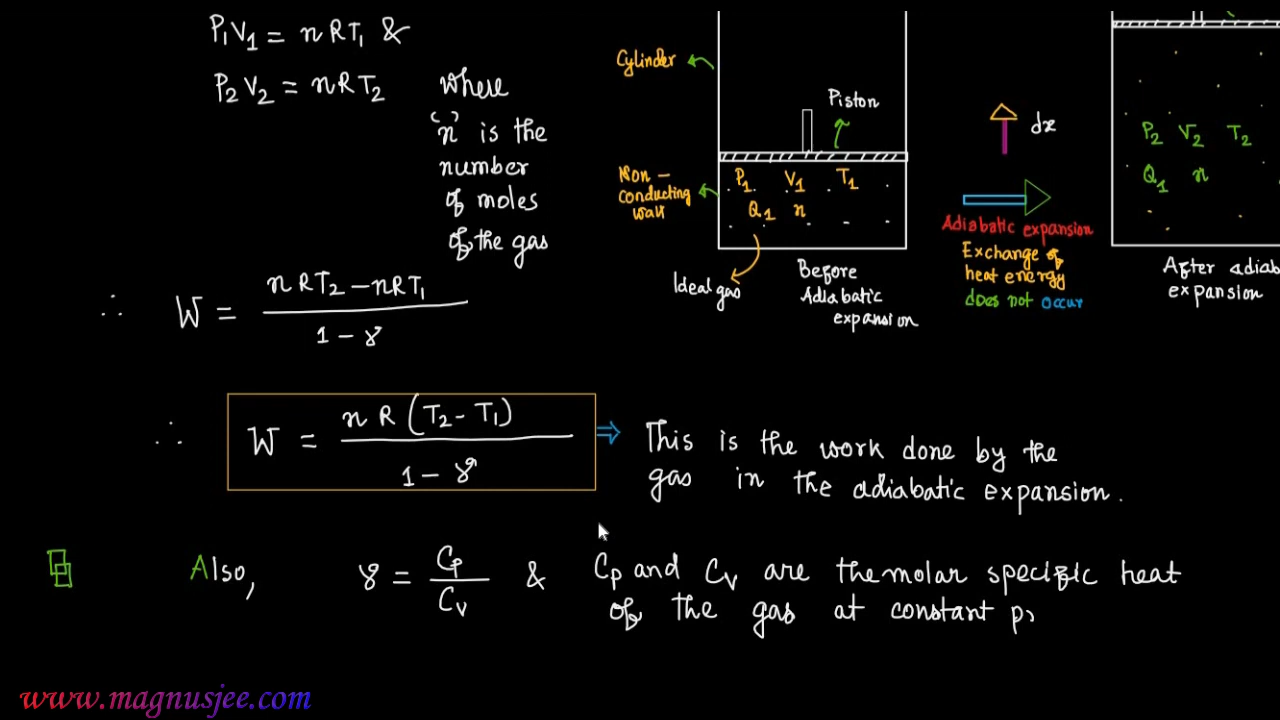 P₁V₁ = nRT₁ &
P₂V₂ = nRT₂ where
'n' is the
number
of moles
of the gas
∴ W = (nRT₂ – nRT₁) / (1 – γ)
∴ W = nR(T₂ – T₁) / (1 – γ) ⇒ This is the work done by the
gas in the adiabatic expansion.
Also, γ = Cp / Cv & Cp and Cv are the molar specific heat
of the gas at constant
Cylinder
Piston
Non –
conducting
wall
P₁ V₁ T₁
Q₁ n
Ideal gas
Before
Adiabatic
expansion
dx
Adiabatic expansion
Exchange of
heat energy
does not occur
P₂ V₂ T₂
Q₁ n
After
expansion
www.magnusjee.com